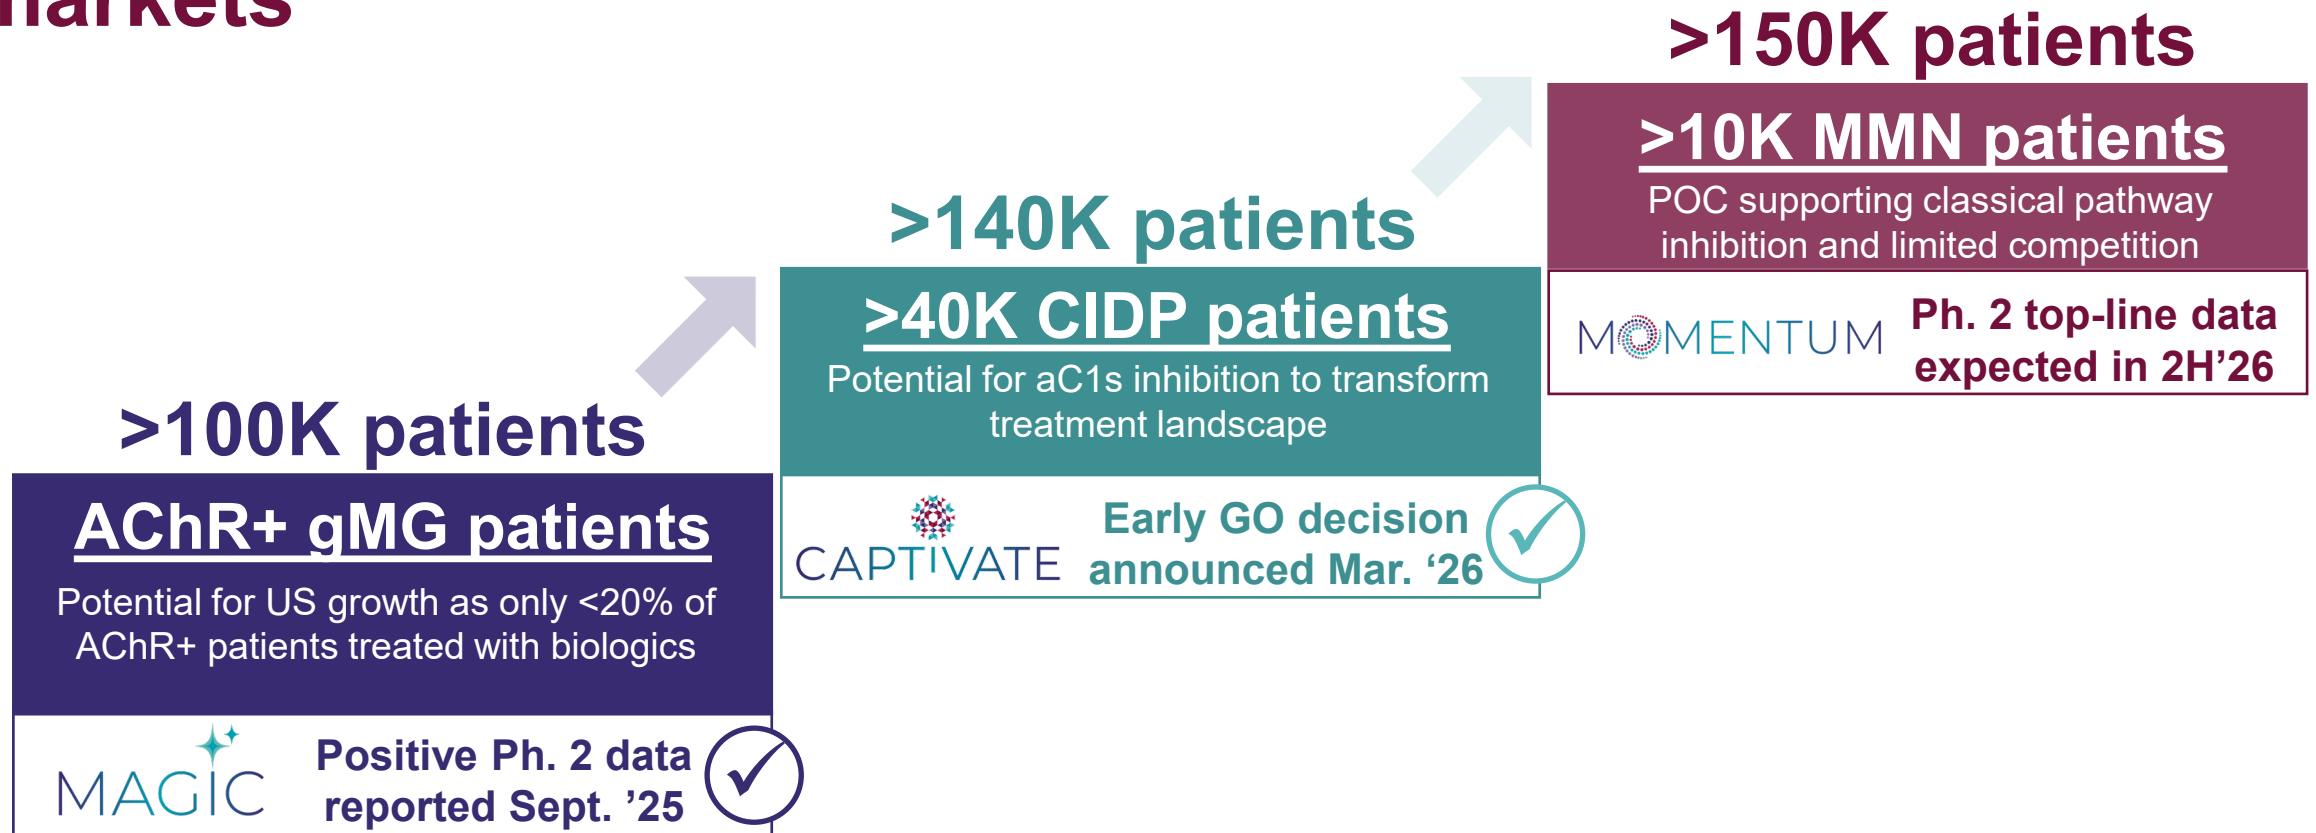 markets
>150K patients
>10K MMN patients
POC supporting classical pathway
inhibition and limited competition
MOMENTUM
Ph. 2 top-line data
expected in 2H’26
>140K patients
>40K CIDP patients
Potential for aC1s inhibition to transform
treatment landscape
CAPTIVATE
Early GO decision
announced Mar. ‘26
>100K patients
AChR+ gMG patients
Potential for US growth as only <20% of
AChR+ patients treated with biologics
MAGIC
Positive Ph. 2 data
reported Sept. ’25